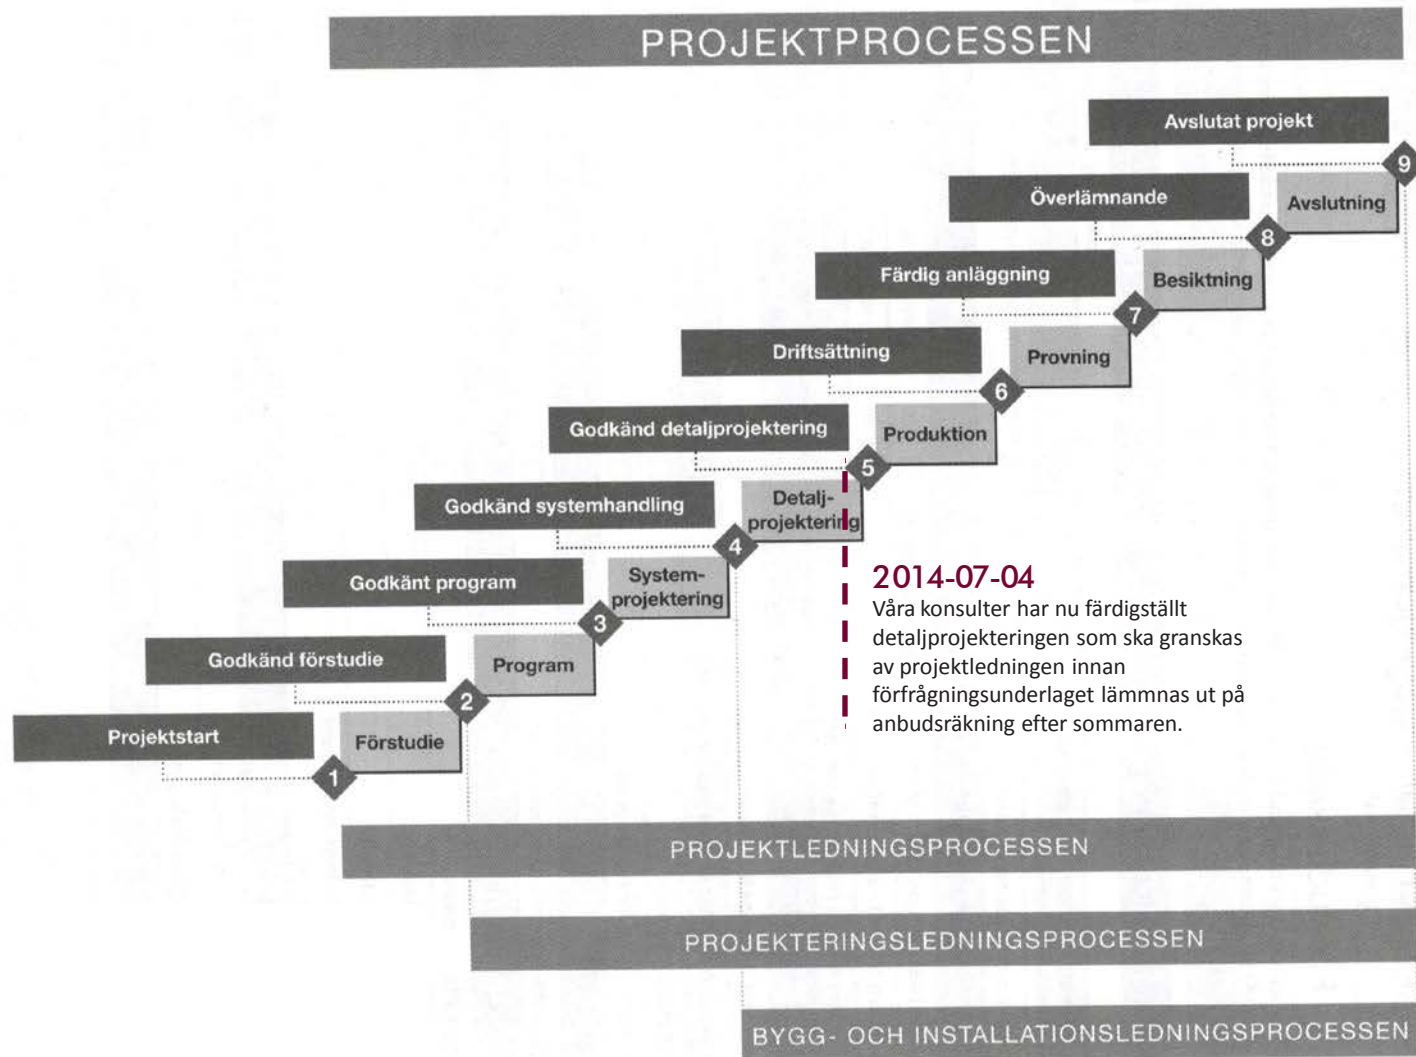 PROJEKTPROCESSEN
Avslutat projekt
9
Överlämnande
Avslutning
8
Färdig anläggning
Besiktning
7
Driftsättning
Provning
6
Godkänd detaljprojektering
Produktion
5
Godkänd systemhandling
Detalj-
projektering
4
Godkänt program
System-
projektering
3
Godkänd förstudie
Program
2
Projektstart
Förstudie
1
2014-07-04
Våra konsulter har nu färdigställt
detaljprojekteringen som ska granskas
av projektledningen innan
förfrågningsunderlaget lämmnas ut på
anbudsräkning efter sommaren.
PROJEKTLEDNINGSPROCESSEN
PROJEKTERINGSLEDNINGSPROCESSEN
BYGG- OCH INSTALLATIONSLEDNINGSPROCESSEN